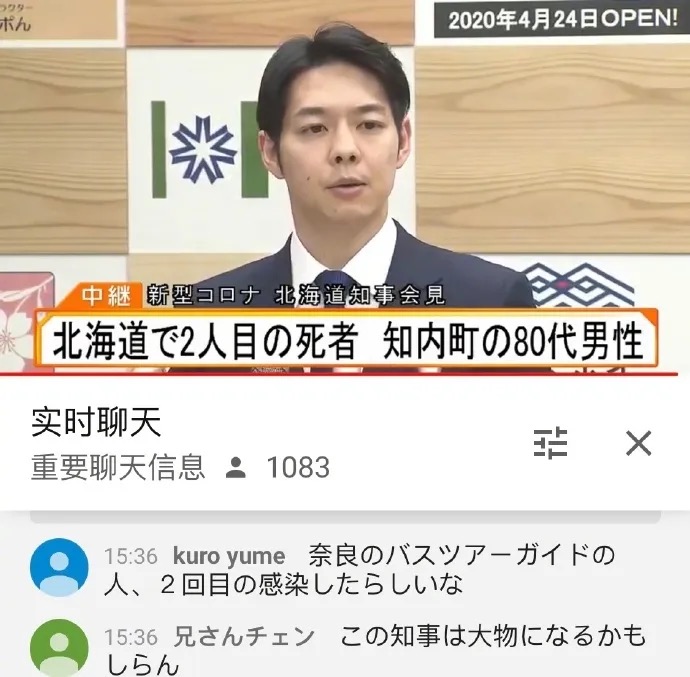 ラクター
ポん
2020年4月24日OPEN!
中継 新型コロナ 北海道知事会見
北海道で2人目の死者 知内町の80代男性
实时聊天
重要聊天信息 1083
15:36 kuro yume 奈良のバスツアーガイドの
人、２回目の感染したらしいな
15:36 兄さんチェン この知事は大物になるかも
しらん